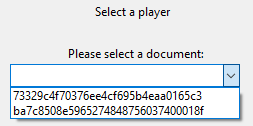 Select a player
Please select a document:
73329c4f70376ee4cf695b4eaa0165c3
ba7c8508e5965274848756037400018f